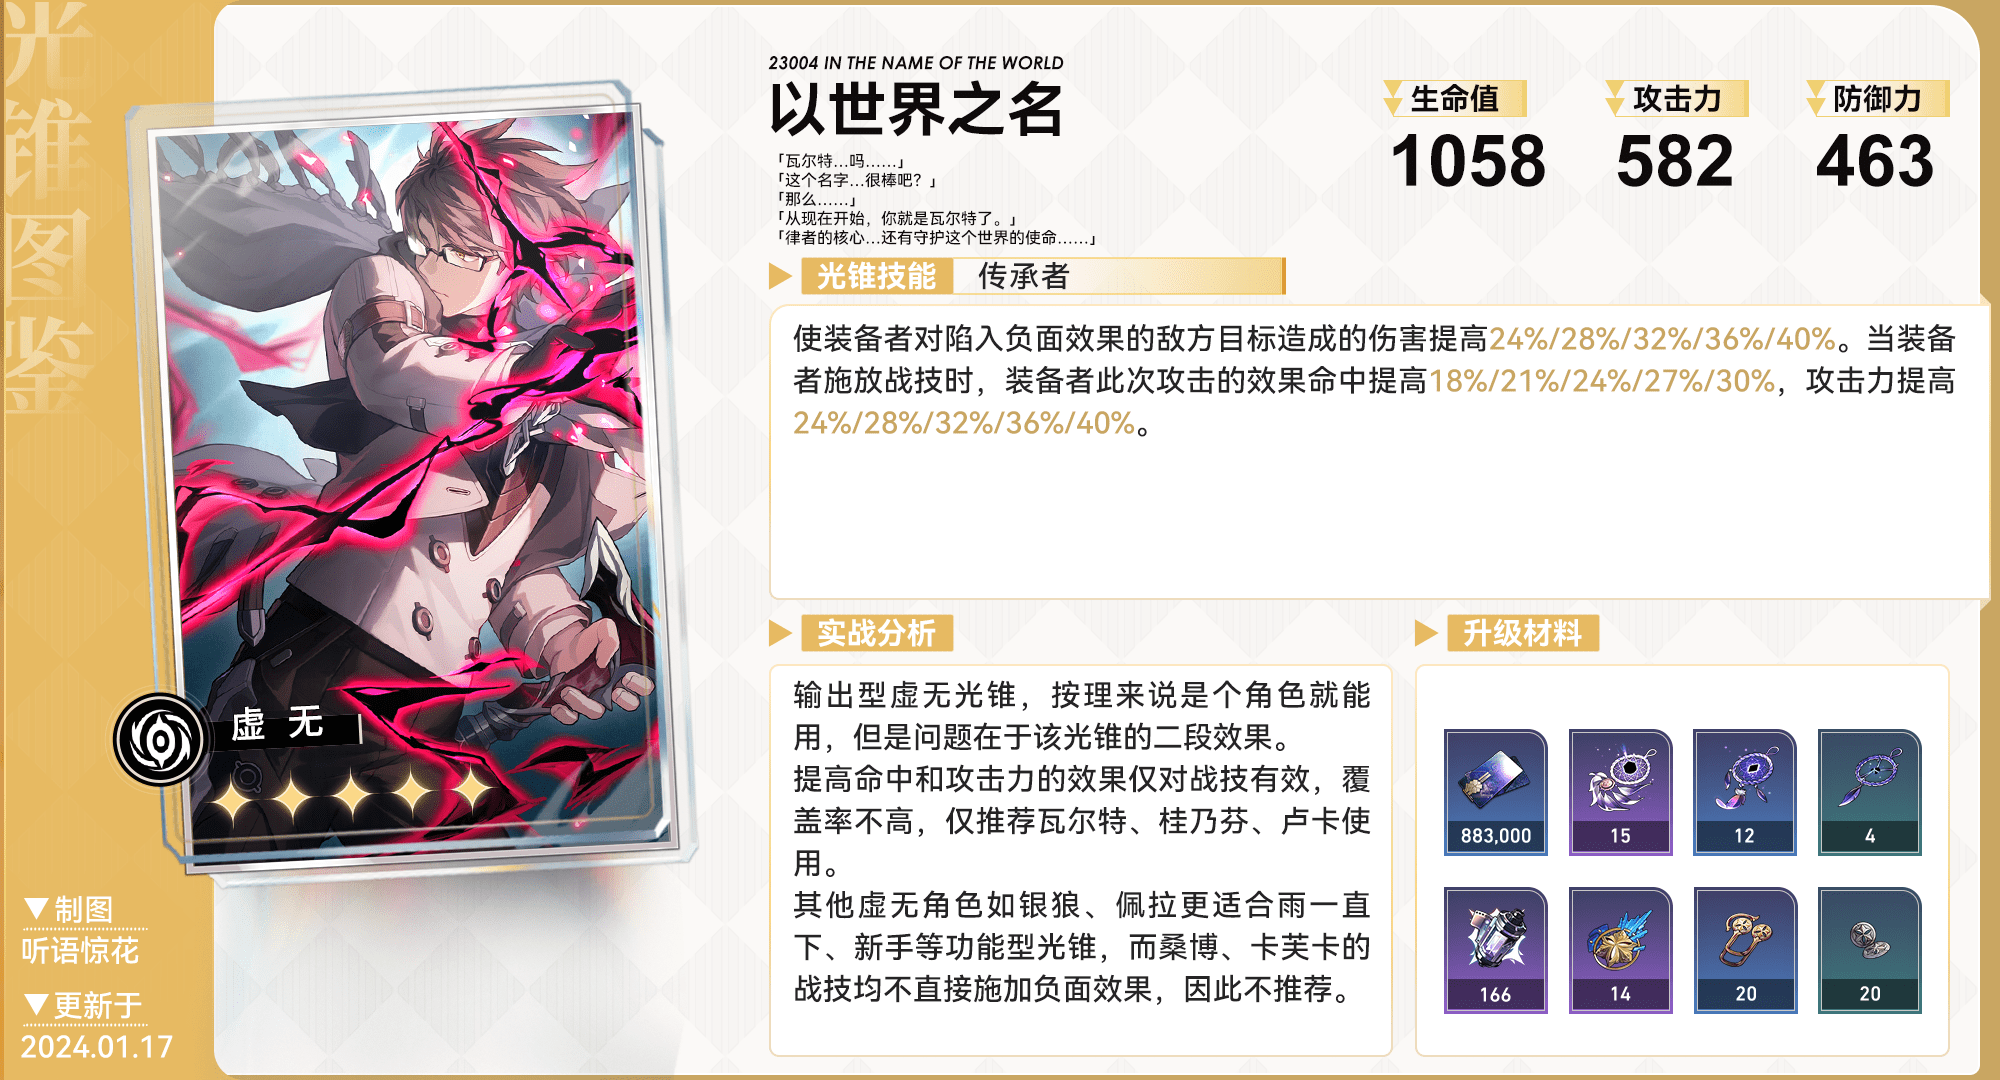 光锥图鉴
23004 IN THE NAME OF THE WORLD
以世界之名
「瓦尔特…吗……」
「这个名字…很棒吧？」
「那么……」
「从现在开始，你就是瓦尔特了。」
「律者的核心…还有守护这个世界的使命……」
生命值
1058
攻击力
582
防御力
463
光锥技能 传承者
使装备者对陷入负面效果的敌方目标造成的伤害提高24%/28%/32%/36%/40%。当装备
者施放战技时，装备者此次攻击的效果命中提高18%/21%/24%/27%/30%，攻击力提高
24%/28%/32%/36%/40%。
虚无
实战分析
输出型虚无光锥，按理来说是个角色就能
用，但是问题在于该光锥的二段效果。
提高命中和攻击力的效果仅对战技有效，覆
盖率不高，仅推荐瓦尔特、桂乃芬、卢卡使
用。
其他虚无角色如银狼、佩拉更适合雨一直
下、新手等功能型光锥，而桑博、卡芙卡的
战技均不直接施加负面效果，因此不推荐。
升级材料
883,000
15
12
4
166
14
20
20
▼制图
听语惊花
▼更新于
2024.01.17